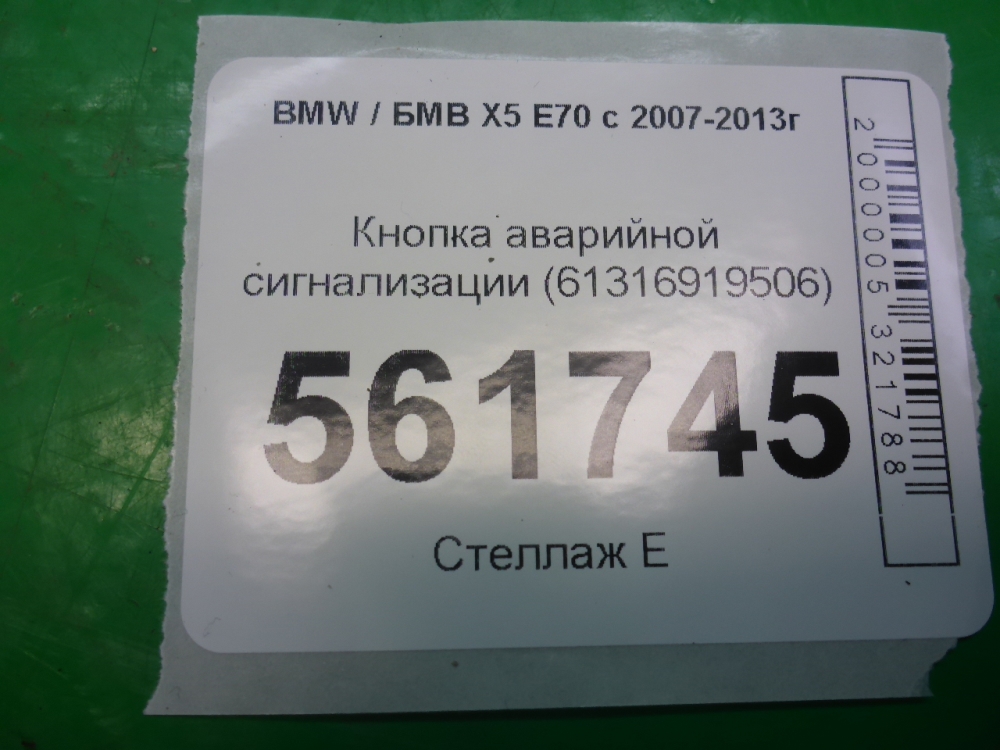 BMW / БМВ X5 E70 с 2007-2013г
Кнопка аварийной
сигнализации (61316919506)
561745
Стеллаж Е
2000005321788